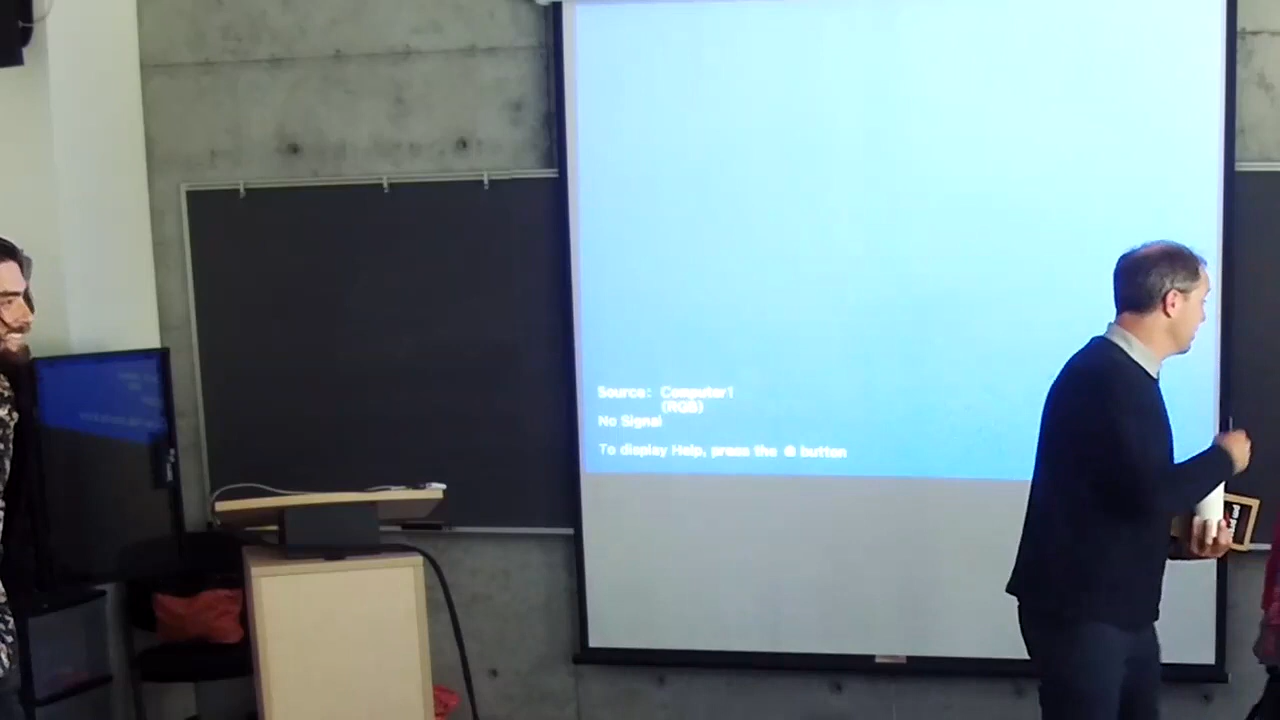 Source: Computer1
(RGB)
No Signal
To display Help, press the button